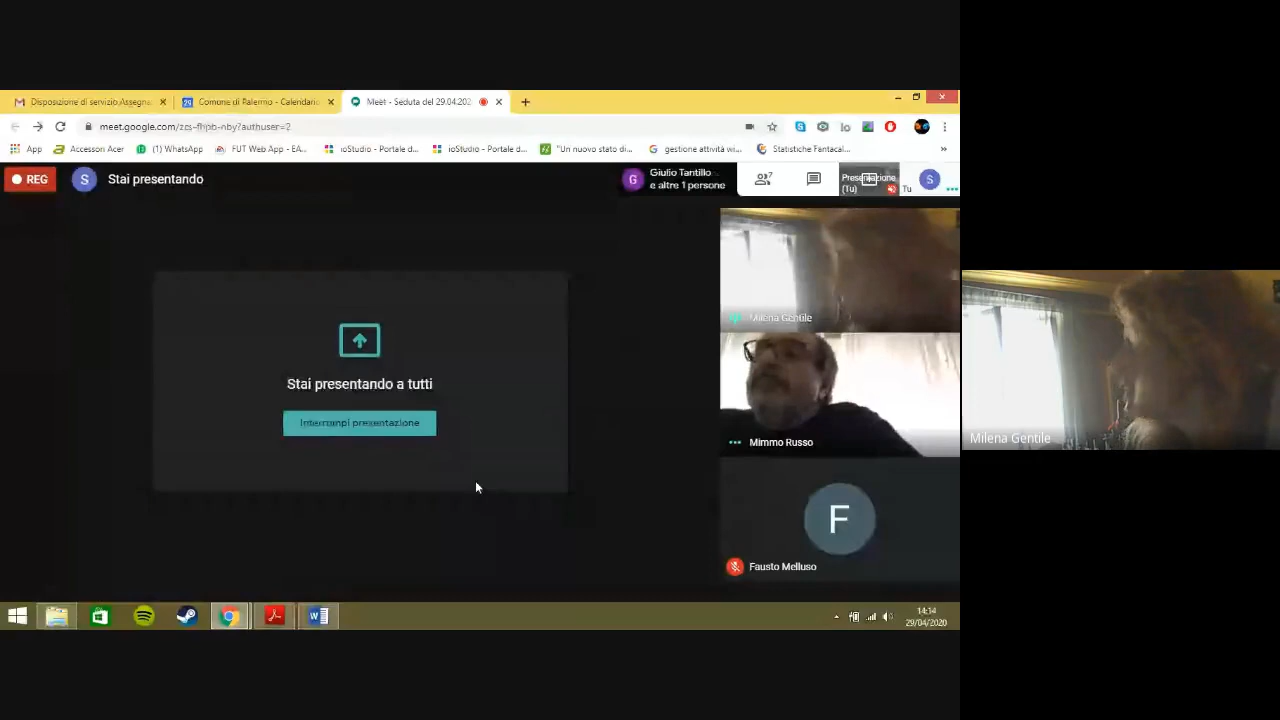 Disposizione di servizio Assegna
Comune di Palermo - Calendario
Meet - Seduta del 29.04.202
meet.google.com/zcs-fhpb-nby?authuser=2
App
Accessori Acer
(1) WhatsApp
FUT Web App - EA...
ioStudio - Portale d...
ioStudio - Portale d...
"Un nuovo stato di...
gestione attività wi...
Statistiche Fantacal...
»
REG
S
Stai presentando
G
Giulio Tantillo
e altre 1 persone
7
Presentazione
(Tu)
Tu
S
Stai presentando a tutti
Interrompi presentazione
Milena Gentile
Mimmo Russo
F
Fausto Melluso
Milena Gentile
14:14
29/04/2020